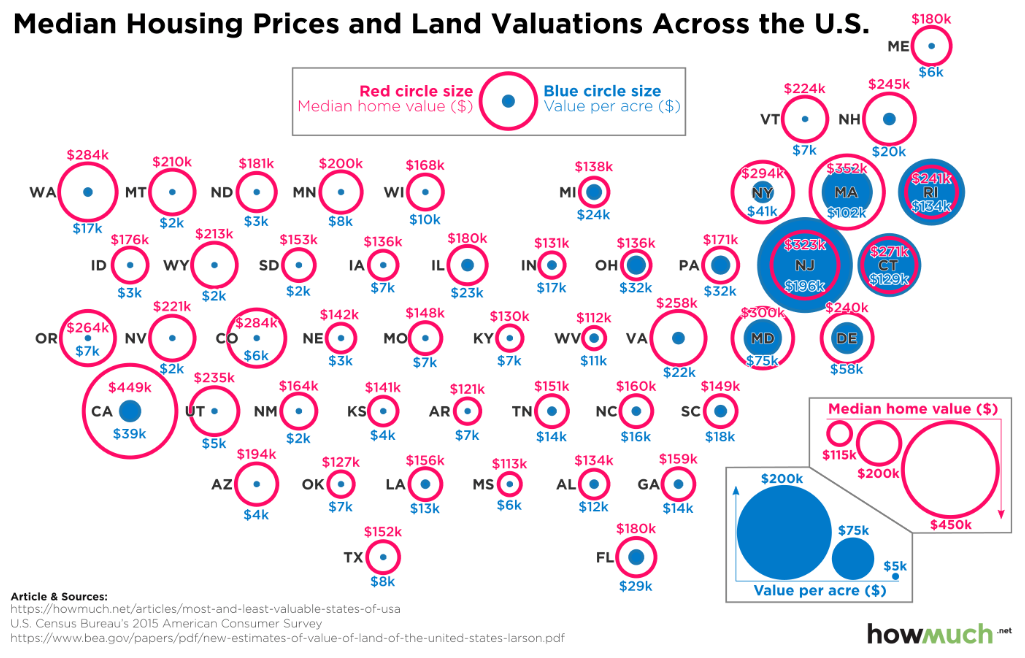 Median Housing Prices and Land Valuations Across the U.S.
$180k
ME
$6k
Red circle size
Median home value ($)
Blue circle size
Value per acre ($)
$224k
VT
$7k
$245k
NH
$20k
$284k
WA
$17k
$210k
MT
$2k
$181k
ND
$3k
$200k
MN
$8k
$168k
WI
$10k
$138k
MI
$24k
$294k
NY
$41k
$352k
MA
$102k
$241k
RI
$134k
$176k
ID
$3k
$213k
WY
$2k
$153k
SD
$2k
$136k
IA
$7k
$180k
IL
$23k
$131k
IN
$17k
$136k
OH
$32k
$171k
PA
$32k
$323k
NJ
$196k
$271k
CT
$129k
$264k
OR
$7k
$221k
NV
$2k
$284k
CO
$6k
$142k
NE
$3k
$148k
MO
$7k
$130k
KY
$7k
$112k
WV
$11k
$258k
VA
$22k
$300k
MD
$75k
$240k
DE
$58k
$449k
CA
$39k
$235k
UT
$5k
$164k
NM
$2k
$141k
KS
$4k
$121k
AR
$7k
$151k
TN
$14k
$160k
NC
$16k
$149k
SC
$18k
$194k
AZ
$4k
$127k
OK
$7k
$156k
LA
$13k
$113k
MS
$6k
$134k
AL
$12k
$159k
GA
$14k
$152k
TX
$8k
$180k
FL
$29k
Median home value ($)
$115k
$200k
$450k
$200k
$75k
$5k
Value per acre ($)
Article & Sources:
https://howmuch.net/articles/most-and-least-valuable-states-of-usa
U.S. Census Bureau's 2015 American Consumer Survey
https://www.bea.gov/papers/pdf/new-estimates-of-value-of-land-of-the-united-states-larson.pdf
howmuch.net